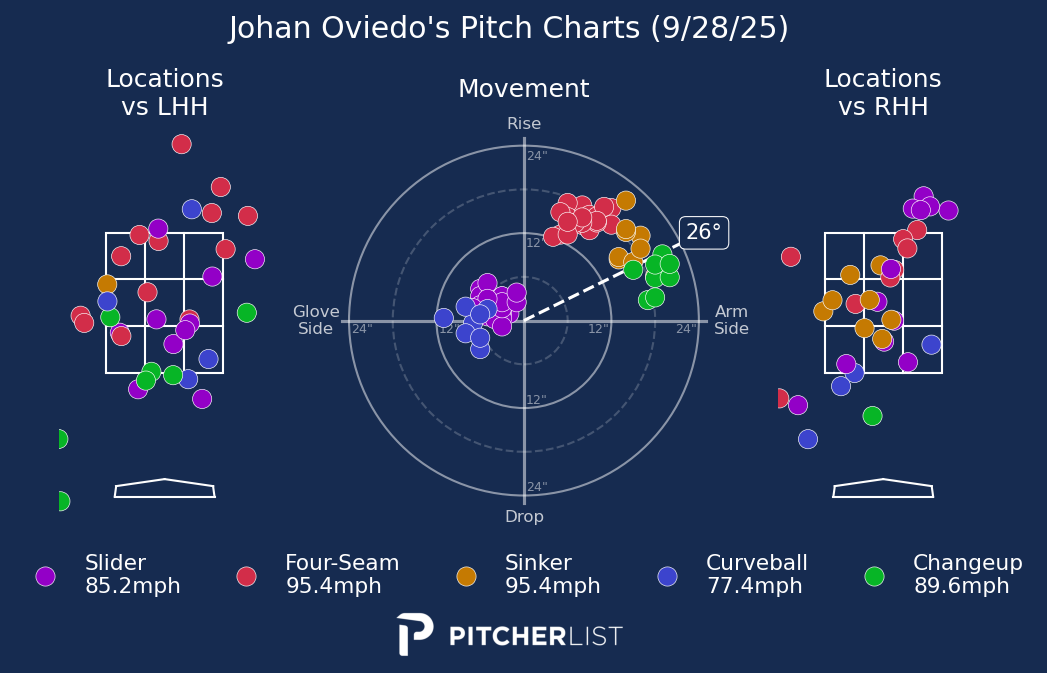 Johan Oviedo's Pitch Charts (9/28/25)
Locations
vs LHH
Movement
Locations
vs RHH
Rise
24"
12"
26°
Glove
Side
24"
12"
12"
24"
Arm
Side
12"
24"
Drop
Slider
85.2mph
Four-Seam
95.4mph
Sinker
95.4mph
Curveball
77.4mph
Changeup
89.6mph
PITCHERLIST